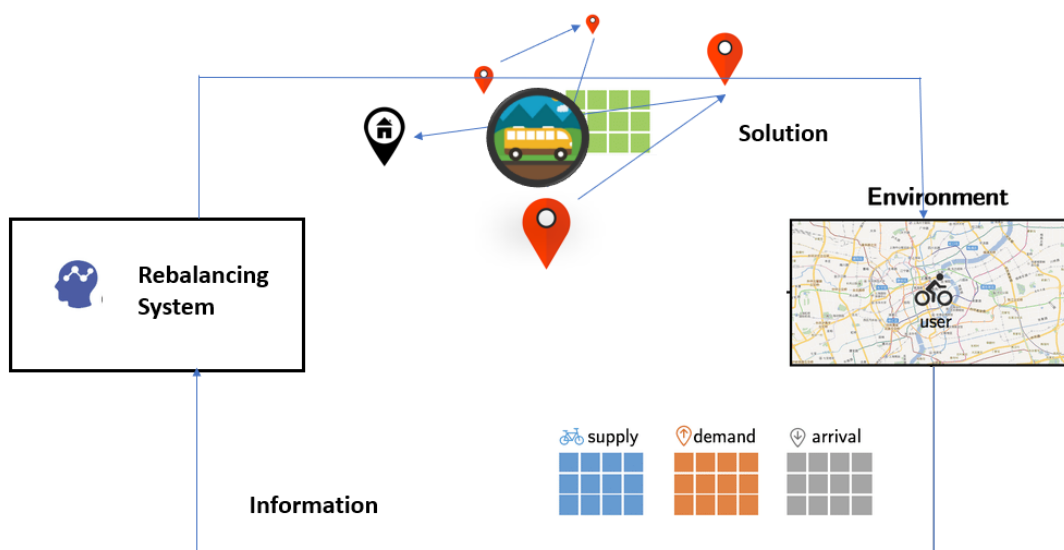 Solution
Environment
Rebalancing
System
user
supply
demand
arrival
Information